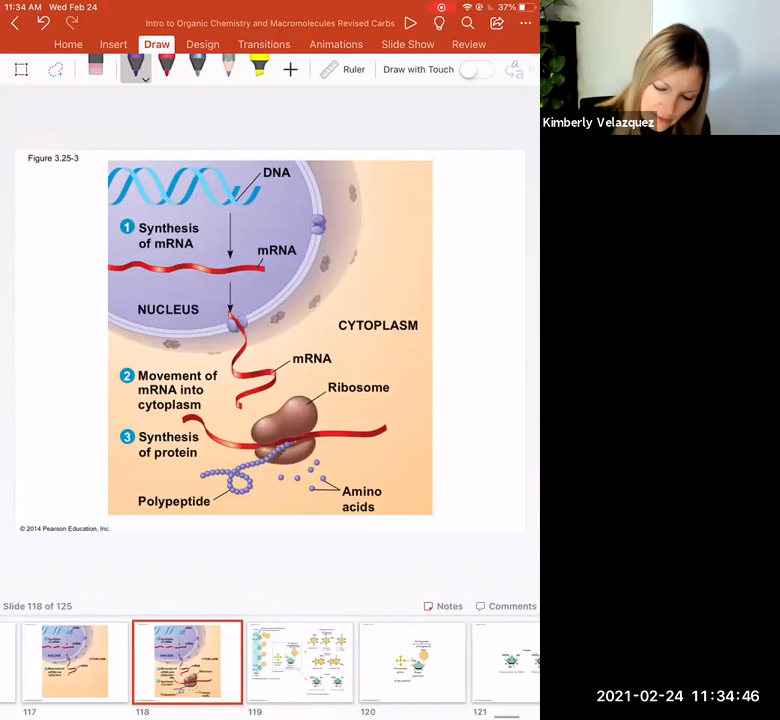 11:34 AM Wed Feb 24
37%
Intro to Organic Chemistry and Macromolecules Revised Carbs
Home Insert Draw Design Transitions Animations Slide Show Review
Ruler
Draw with Touch
Kimberly Velazquez
Figure 3.25-3
DNA
1 Synthesis
of mRNA
mRNA
NUCLEUS
CYTOPLASM
mRNA
2 Movement of
mRNA into
cytoplasm
Ribosome
3 Synthesis
of protein
Polypeptide
Amino
acids
© 2014 Pearson Education, Inc.
Slide 118 of 125
Notes
Comments
117
118
119
120
121
2021-02-24 11:34:46